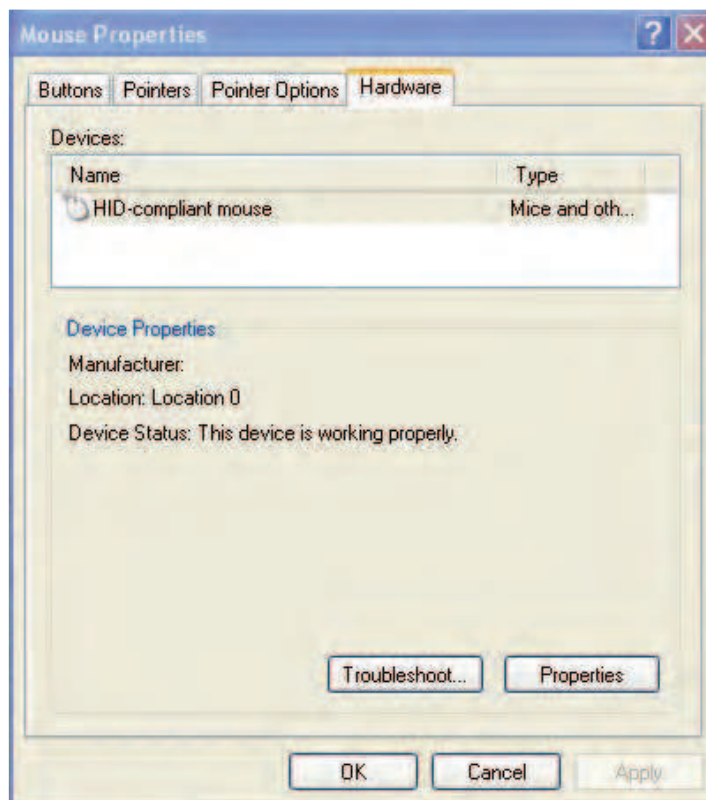 Mouse Properties
Buttons Pointers Pointer Options Hardware
Devices:
Name Type
HID-compliant mouse Mice and oth...
Device Properties
Manufacturer:
Location: Location 0
Device Status: This device is working properly.
Troubleshoot... Properties
OK Cancel Apply